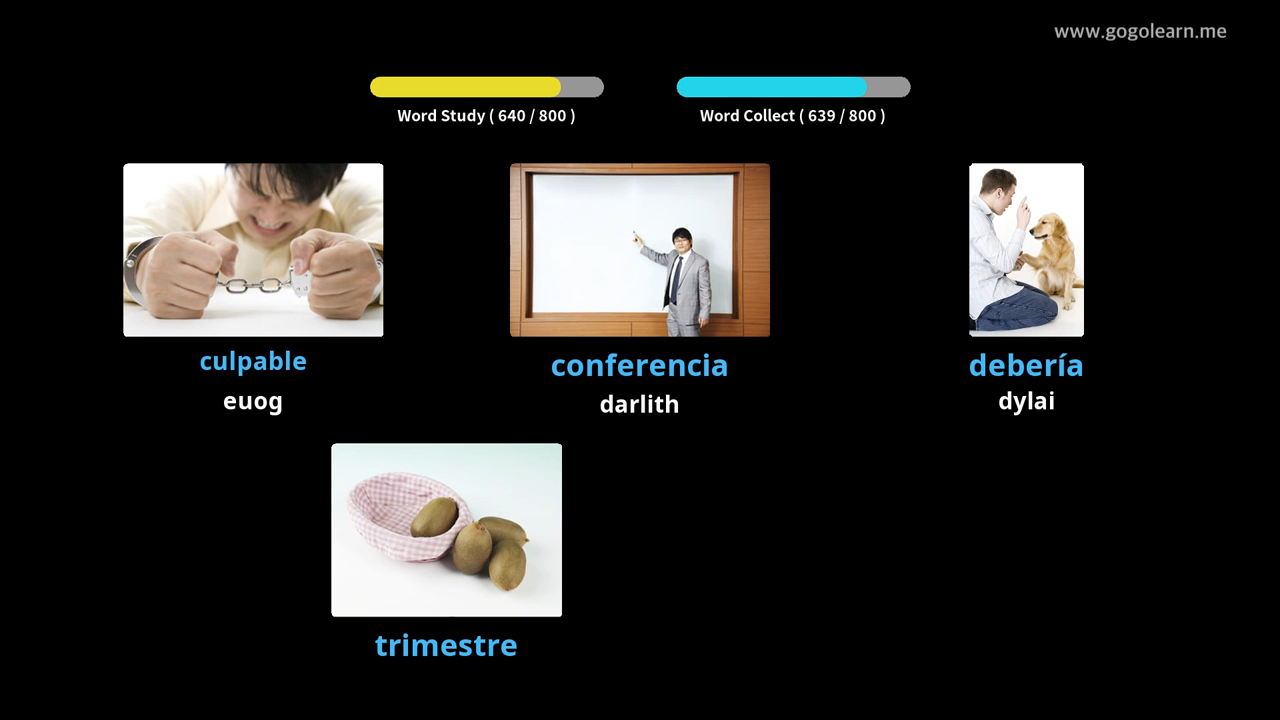 www.gogolearn.me
Word Study ( 640 / 800 )
Word Collect ( 639 / 800 )
culpable
euog
conferencia
darlith
debería
dylai
trimestre